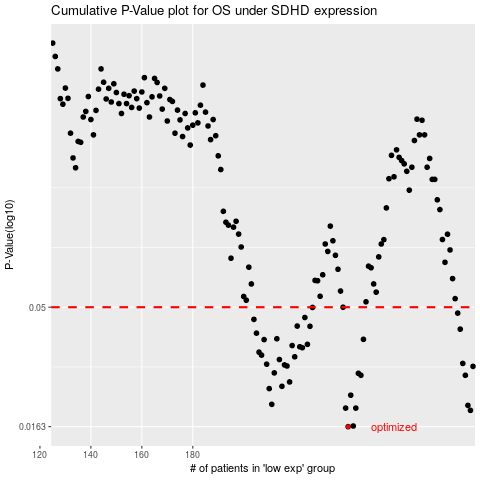 Cumulative P-Value plot for OS under SDHD expression
P-Value(log10)
0.05
0.0163
optimized
120 140 160 180
# of patients in 'low exp' group